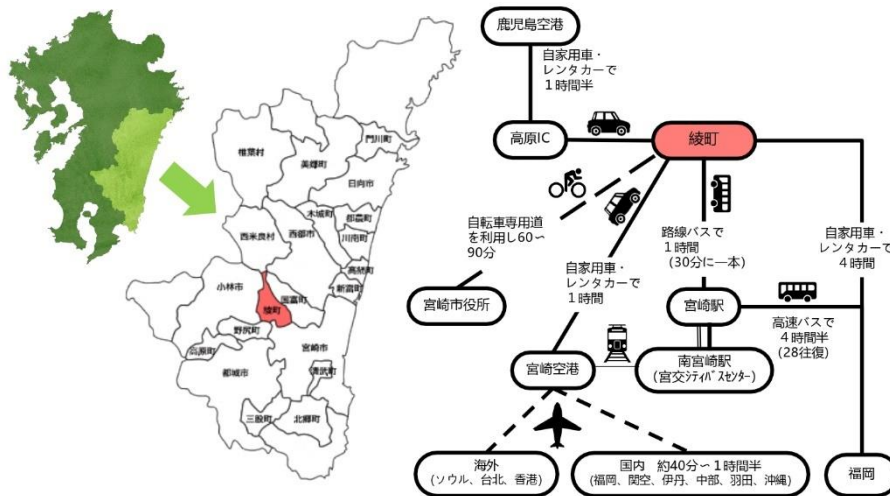 椎葉村
美郷町
門川町
日向市
木城町
都農町
西米良村
西都市
川南町
高鍋町
新富町
小林市
国富町
綾町
野尻町
高原町
宮崎市
都城市
清武町
三股町
北郷町
鹿児島空港
自家用車・
レンタカーで
1時間半
高原IC
綾町
自転車専用道
を利用し60〜
90分
宮崎市役所
自家用車・
レンタカーで
1時間
路線バスで
1時間
(30分に一本)
自家用車・
レンタカーで
4時間
宮崎駅
高速バスで
4時間半
(28往復)
宮崎空港
南宮崎駅
(宮交シティバスセンター)
海外
(ソウル、台北、香港)
国内 約40分〜1時間半
(福岡、関空、伊丹、中部、羽田、沖縄)
福岡